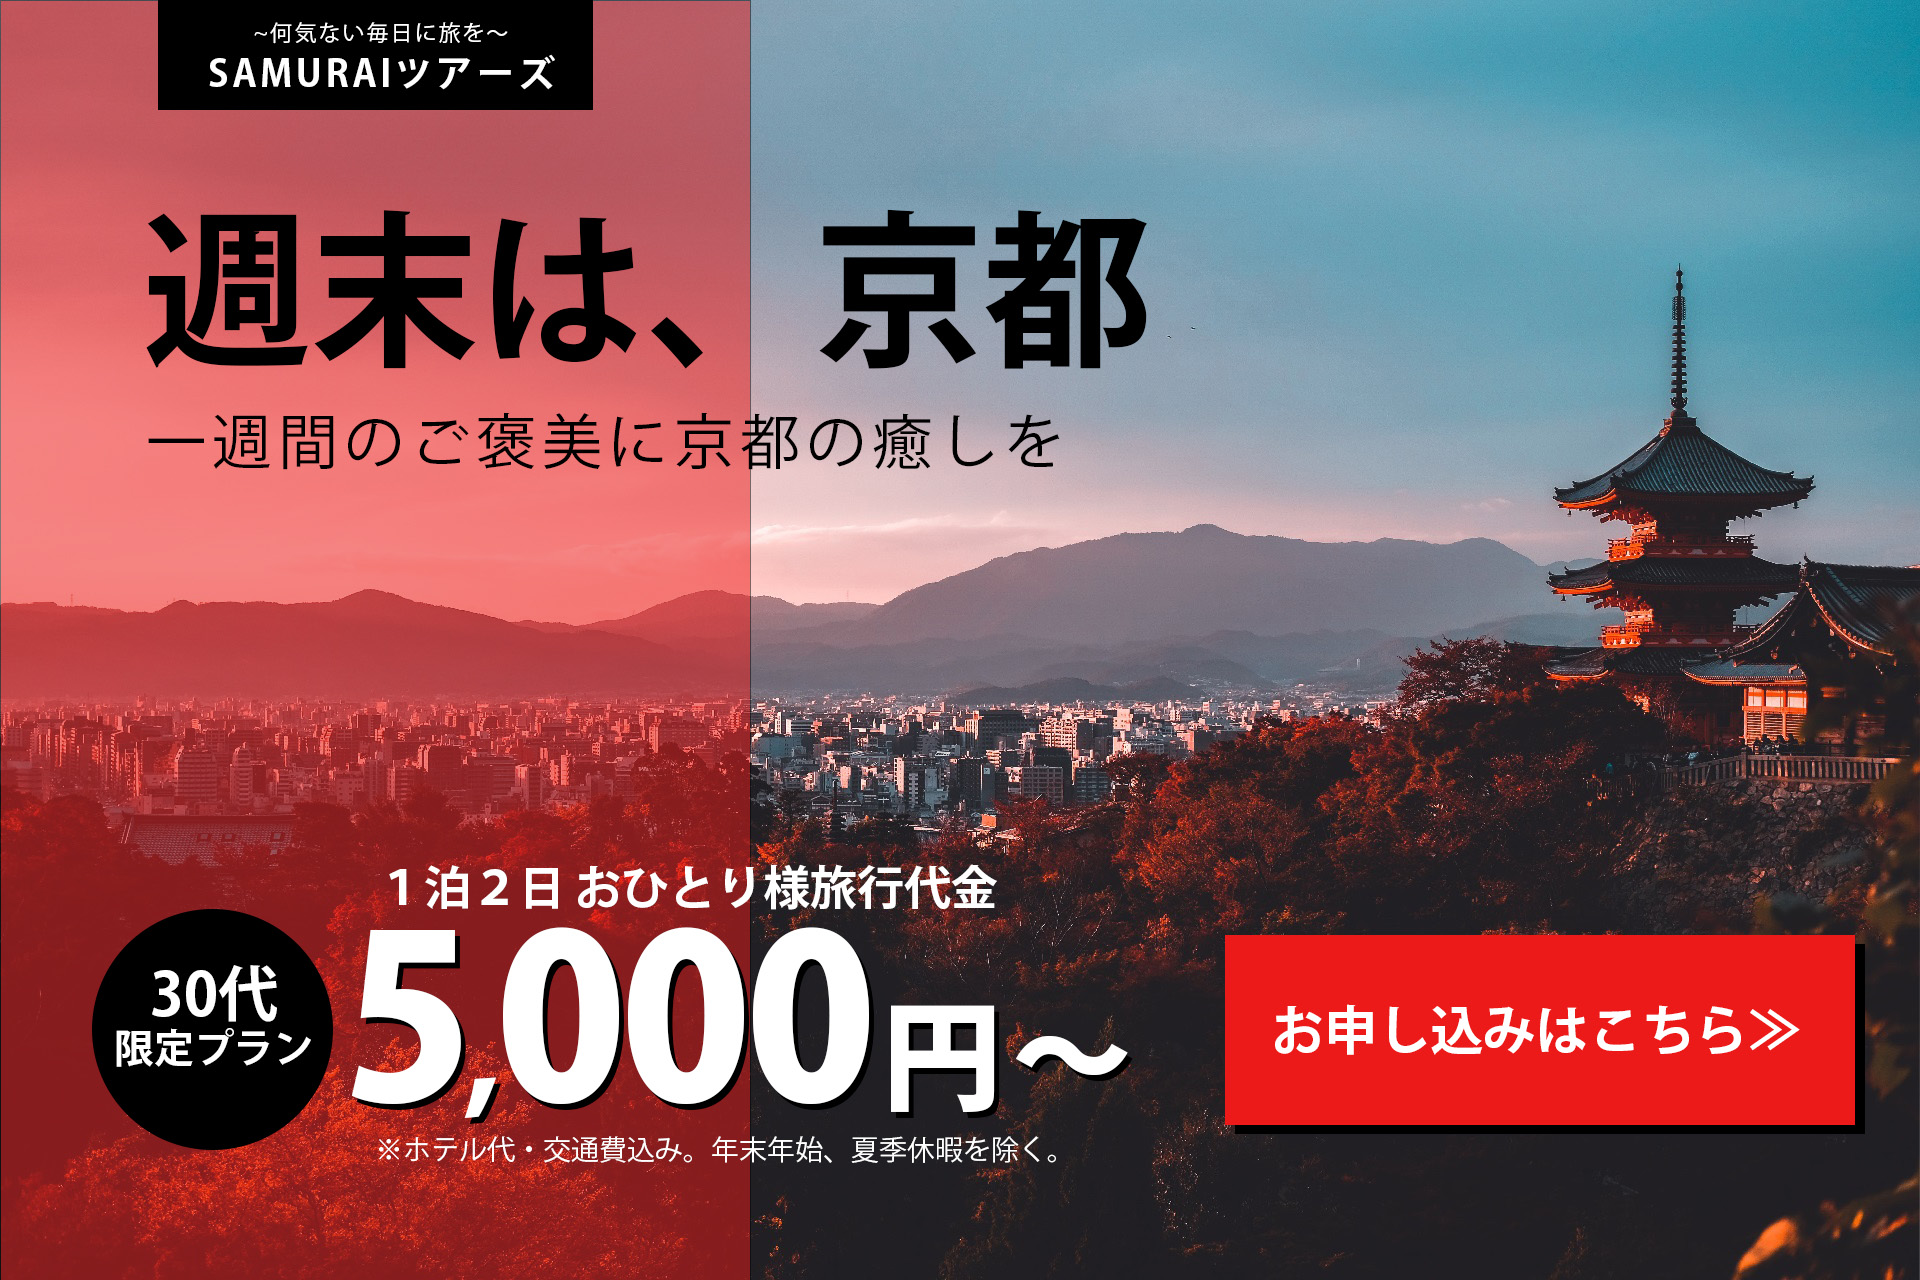 ~何気ない毎日に旅を～
SAMURAIツアーズ
週末は、京都
一週間のご褒美に京都の癒しを
１泊２日 おひとり様旅行代金
30代
限定プラン
5,000円～
※ホテル代・交通費込み。年末年始、夏季休暇を除く。
お申し込みはこちら≫